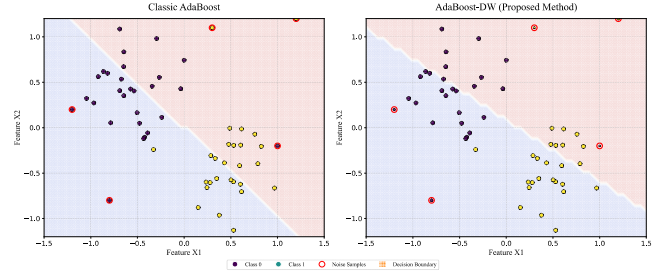 Classic AdaBoost
AdaBoost-DW (Proposed Method)
Feature X2
1.0
0.5
0.0
−0.5
−1.0
−1.5
−1.0
−0.5
0.0
0.5
1.0
1.5
Feature X1
Feature X2
1.0
0.5
0.0
−0.5
−1.0
−1.5
−1.0
−0.5
0.0
0.5
1.0
1.5
Feature X1
Class 0
Class 1
Noise Samples
Decision Boundary